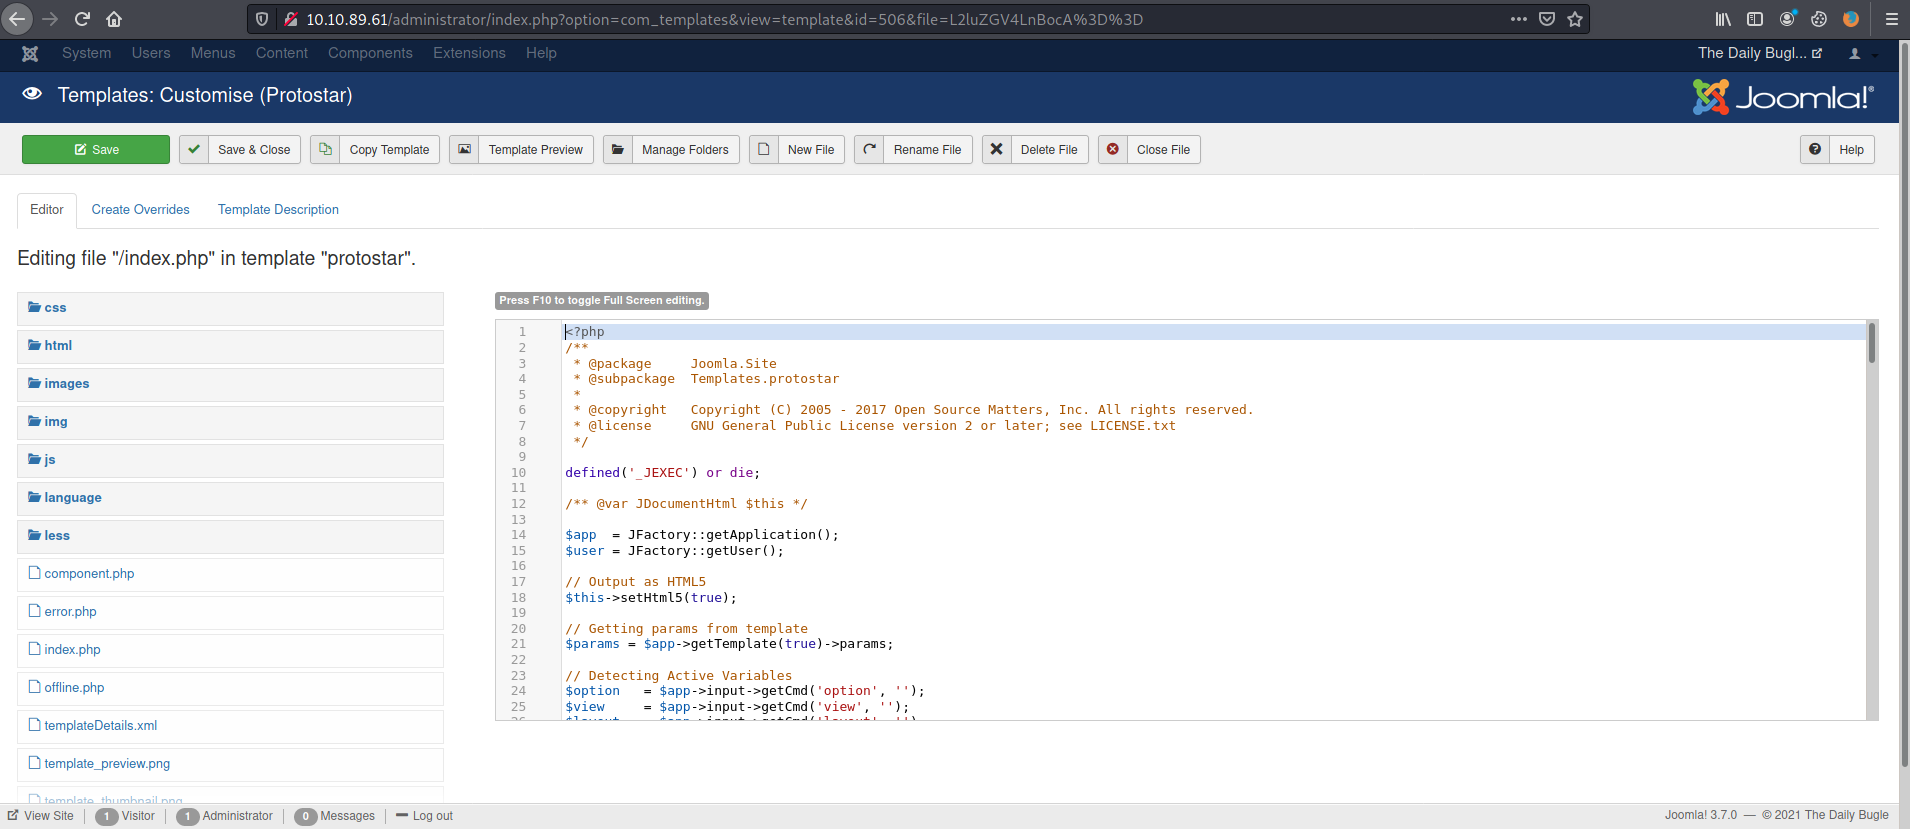 10.10.89.61/administrator/index.php?option=com_templates&view=template&id=506&file=L2luZGV4LnBocA%3D%3D
System Users Menus Content Components Extensions Help The Daily Bugl...
Templates: Customise (Protostar) Joomla!®
Save Save & Close Copy Template Template Preview Manage Folders New File Rename File Delete File Close File Help
Editor Create Overrides Template Description
Editing file "/index.php" in template "protostar".
css
html
images
img
js
language
less
component.php
error.php
index.php
offline.php
templateDetails.xml
template_preview.png
template_thumbnail.png
Press F10 to toggle Full Screen editing.
1 <?php
2 /**
3  * @package     Joomla.Site
4  * @subpackage  Templates.protostar
5  *
6  * @copyright   Copyright (C) 2005 - 2017 Open Source Matters, Inc. All rights reserved.
7  * @license     GNU General Public License version 2 or later; see LICENSE.txt
8  */
9
10 defined('_JEXEC') or die;
11
12 /** @var JDocumentHtml $this */
13
14 $app  = JFactory::getApplication();
15 $user = JFactory::getUser();
16
17 // Output as HTML5
18 $this->setHtml5(true);
19
20 // Getting params from template
21 $params = $app->getTemplate(true)->params;
22
23 // Detecting Active Variables
24 $option   = $app->input->getCmd('option', '');
25 $view     = $app->input->getCmd('view', '');
26 $layout   = $app->input->getCmd('layout', '');
View Site 1 Visitor 1 Administrator 0 Messages Log out Joomla! 3.7.0 — © 2021 The Daily Bugle